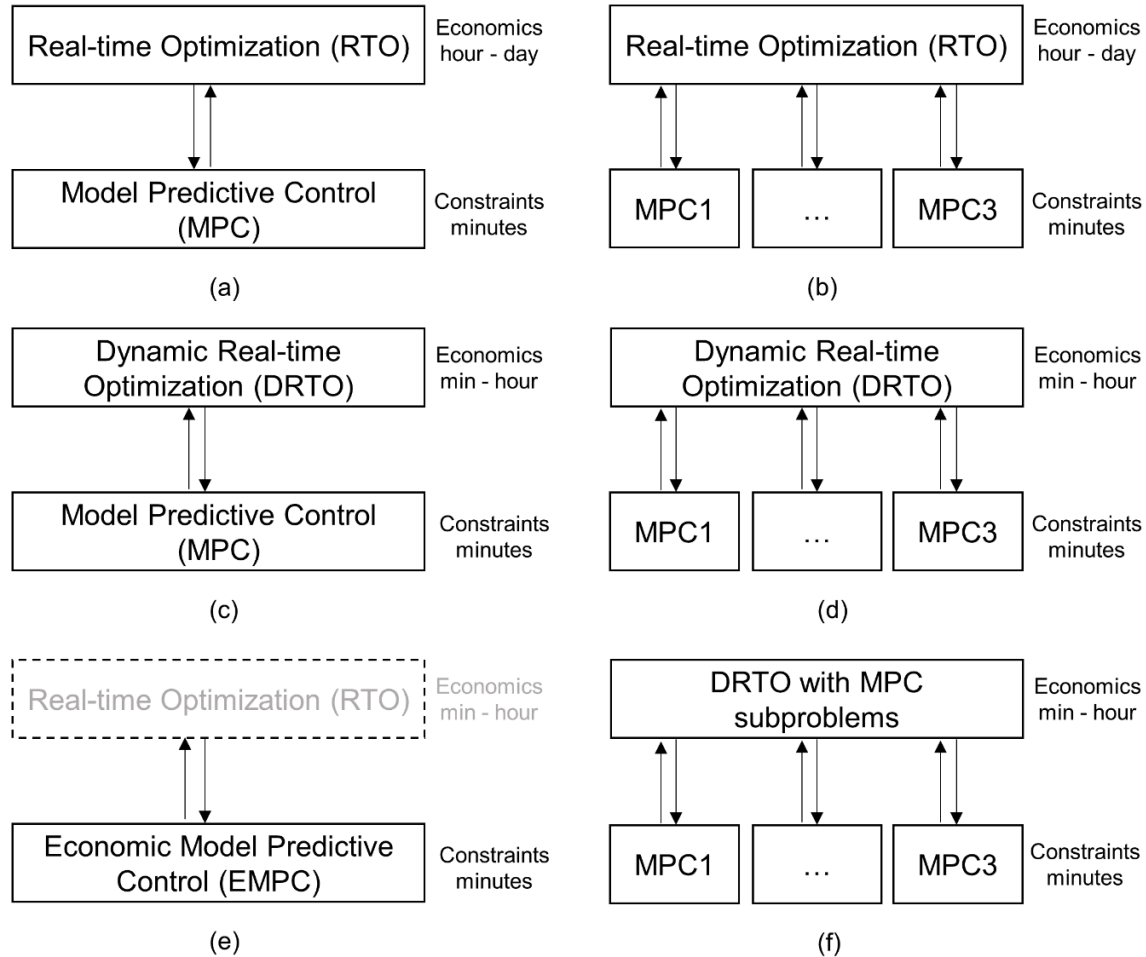 Real-time Optimization (RTO)
Economics
hour - day
Model Predictive Control
(MPC)
Constraints
minutes
(a)
Real-time Optimization (RTO)
Economics
hour - day
MPC1
...
MPC3
Constraints
minutes
(b)
Dynamic Real-time
Optimization (DRTO)
Economics
min - hour
Model Predictive Control
(MPC)
Constraints
minutes
(c)
Dynamic Real-time
Optimization (DRTO)
Economics
min - hour
MPC1
...
MPC3
Constraints
minutes
(d)
Real-time Optimization (RTO)
Economics
min - hour
Economic Model Predictive
Control (EMPC)
Constraints
minutes
(e)
DRTO with MPC
subproblems
Economics
min - hour
MPC1
...
MPC3
Constraints
minutes
(f)